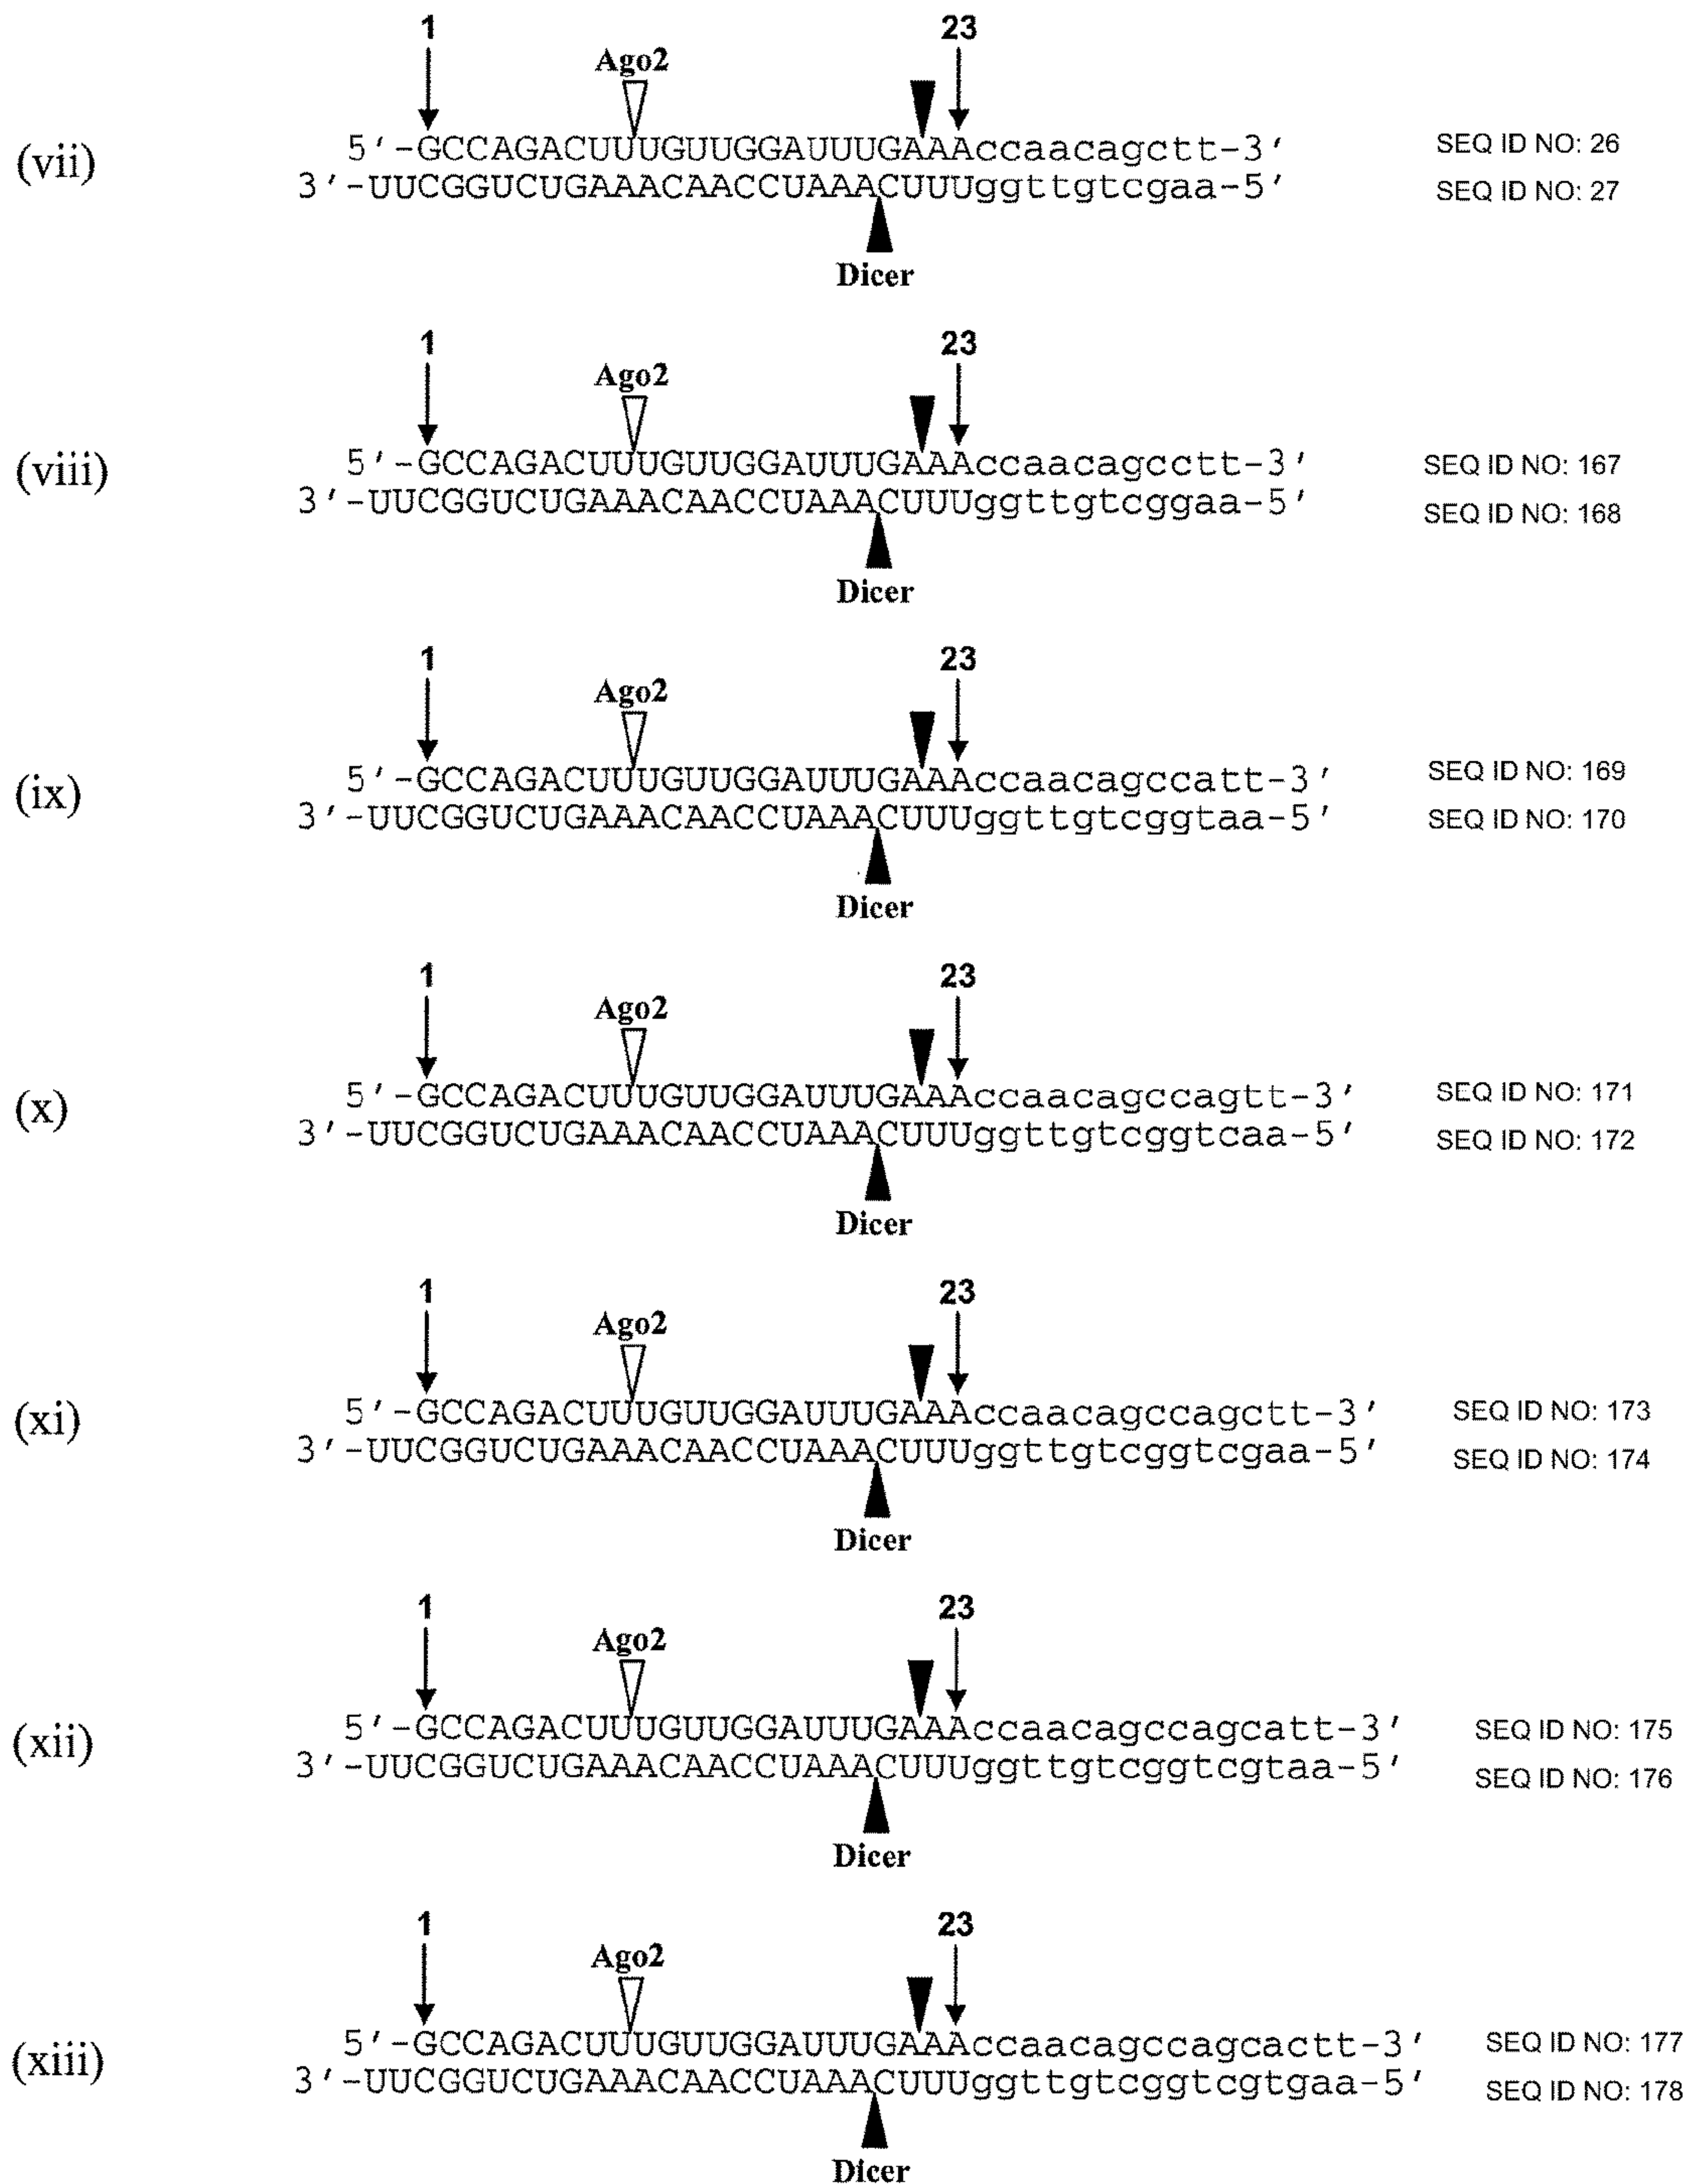 1 23
Ago2
(vii)
5'-GCCAGACUUUGUUGGAUUUGAAAccaacagctt-3' SEQ ID NO: 26
3'-UUCGGUCUGAAACAACCUAAACUUUggttgtcgaa-5' SEQ ID NO: 27
Dicer
1 23
Ago2
(viii)
5'-GCCAGACUUUGUUGGAUUUGAAAccaacagcctt-3' SEQ ID NO: 167
3'-UUCGGUCUGAAACAACCUAAACUUUggttgtcggaa-5' SEQ ID NO: 168
Dicer
1 23
Ago2
(ix)
5'-GCCAGACUUUGUUGGAUUUGAAAccaacagccatt-3' SEQ ID NO: 169
3'-UUCGGUCUGAAACAACCUAAACUUUggttgtcggtaa-5' SEQ ID NO: 170
Dicer
1 23
Ago2
(x)
5'-GCCAGACUUUGUUGGAUUUGAAAccaacagccagtt-3' SEQ ID NO: 171
3'-UUCGGUCUGAAACAACCUAAACUUUggttgtcggtcaa-5' SEQ ID NO: 172
Dicer
1 23
Ago2
(xi)
5'-GCCAGACUUUGUUGGAUUUGAAAccaacagccagctt-3' SEQ ID NO: 173
3'-UUCGGUCUGAAACAACCUAAACUUUggttgtcggtcgaa-5' SEQ ID NO: 174
Dicer
1 23
Ago2
(xii)
5'-GCCAGACUUUGUUGGAUUUGAAAccaacagccagcatt-3' SEQ ID NO: 175
3'-UUCGGUCUGAAACAACCUAAACUUUggttgtcggtcgtaa-5' SEQ ID NO: 176
Dicer
1 23
Ago2
(xiii)
5'-GCCAGACUUUGUUGGAUUUGAAAccaacagccagcactt-3' SEQ ID NO: 177
3'-UUCGGUCUGAAACAACCUAAACUUUggttgtcggtcgtgaa-5' SEQ ID NO: 178
Dicer